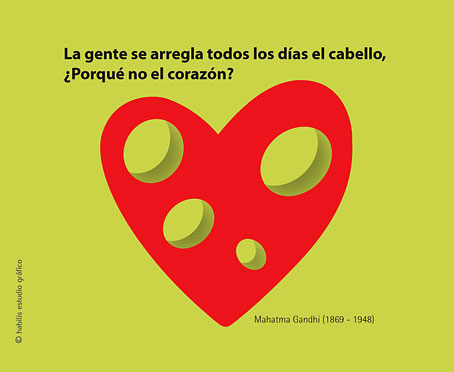 La gente se arregla todos los días el cabello,
¿Porqué no el corazón?
Mahatma Gandhi (1869 - 1948)
© habilis estudio gráfico